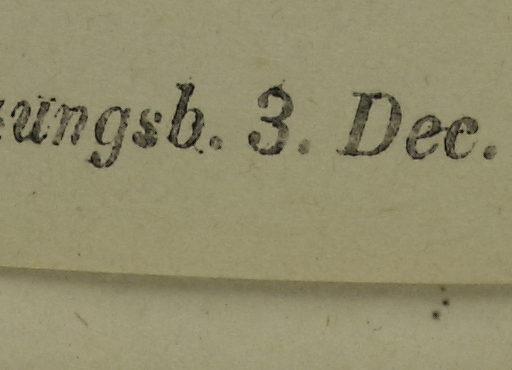 ungsb. 3. Dec.